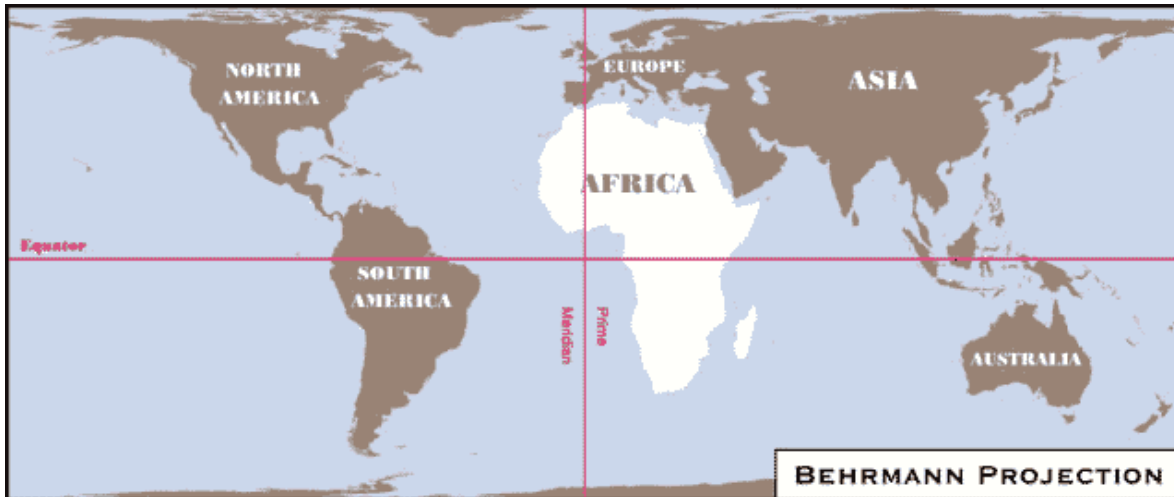 NORTH
AMERICA
EUROPE
ASIA
AFRICA
Equator
SOUTH
AMERICA
Prime
Meridian
AUSTRALIA
BEHRMANN PROJECTION